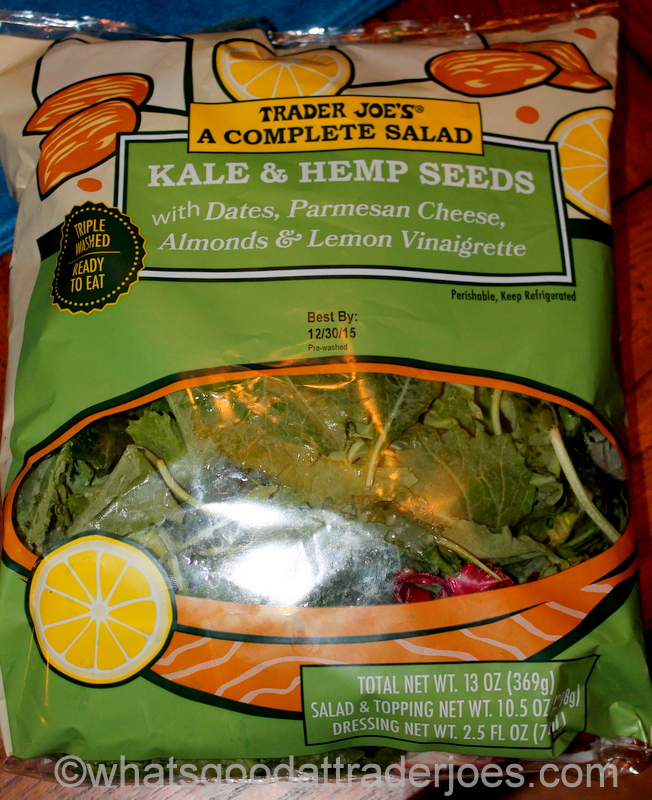 TRADER JOE'S®
A COMPLETE SALAD
KALE & HEMP SEEDS
with Dates, Parmesan Cheese,
Almonds & Lemon Vinaigrette
TRIPLE
WASHED
READY
TO EAT
Perishable, Keep Refrigerated
Best By:
12/30/15
Pre-washed
TOTAL NET WT. 13 OZ (369g)
SALAD & TOPPING NET WT. 10.5 OZ
DRESSING NET WT. 2.5 FL OZ
©whatsgoodattraderjoes.com